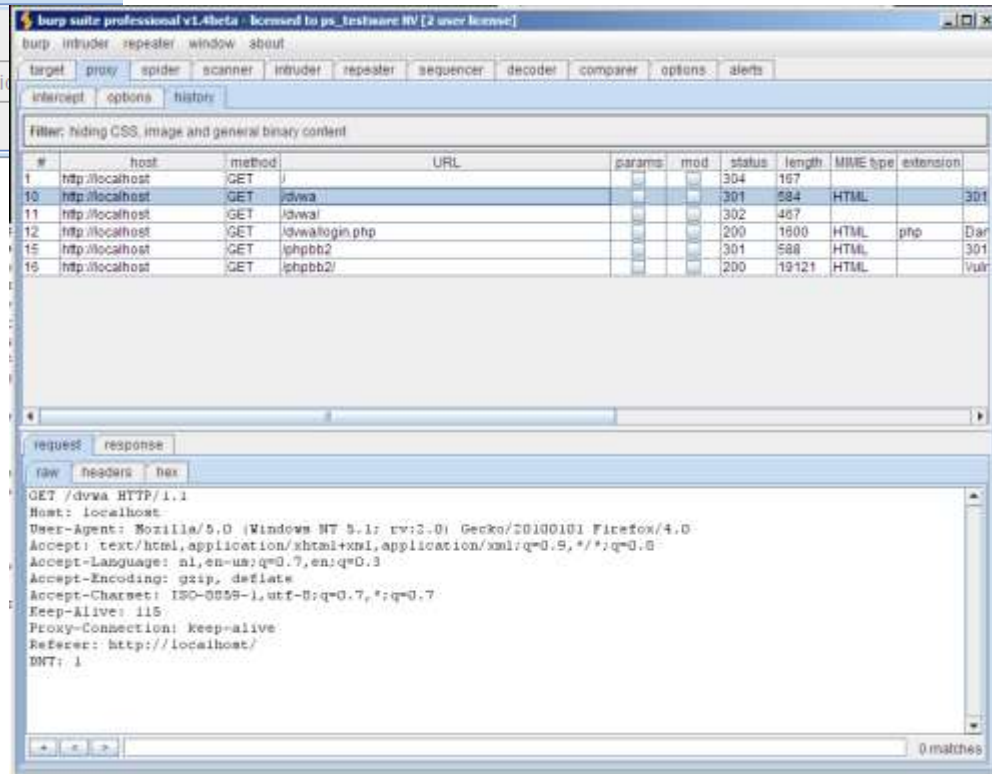 burp suite professional v1.4beta - licensed to ps_testware NV [2 user license]
burp intruder repeater window about
target proxy spider scanner intruder repeater sequencer decoder comparer options alerts
intercept options history
Filter: hiding CSS, image and general binary content
# host method URL params mod status length MIME type extension
1 http://localhost GET / 304 167
10 http://localhost GET /dvwa 301 584 HTML 301
11 http://localhost GET /dvwa/ 302 467
12 http://localhost GET /dvwa/login.php 200 1600 HTML php Dam
15 http://localhost GET /phpbb2 301 588 HTML 301
16 http://localhost GET /phpbb2/ 200 19121 HTML Vuln
request response
raw headers hex
GET /dvwa HTTP/1.1
Host: localhost
User-Agent: Mozilla/5.0 (Windows NT 5.1; rv:2.0) Gecko/20100101 Firefox/4.0
Accept: text/html,application/xhtml+xml,application/xml;q=0.9,*/*;q=0.8
Accept-Language: nl,en-us;q=0.7,en;q=0.3
Accept-Encoding: gzip, deflate
Accept-Charset: ISO-8859-1,utf-8;q=0.7,*;q=0.7
Keep-Alive: 115
Proxy-Connection: keep-alive
Referer: http://localhost/
DNT: 1
+ < > 0 matches